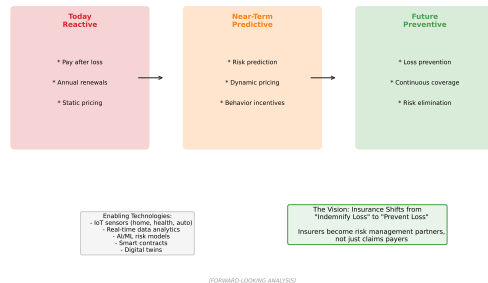 Today
Reactive
* Pay after loss
* Annual renewals
* Static pricing
Near-Term
Predictive
* Risk prediction
* Dynamic pricing
* Behavior incentives
Future
Preventive
* Loss prevention
* Continuous coverage
* Risk elimination
Enabling Technologies:
- IoT sensors (home, health, auto)
- Real-time data analytics
- AI/ML risk models
- Smart contracts
- Digital twins
The Vision: Insurance Shifts from
"Indemnify Loss" to "Prevent Loss"
Insurers become risk management partners,
not just claims payers
(FORWARD-LOOKING ANALYSIS)